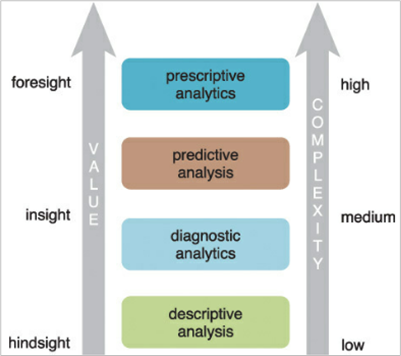 foresight
prescriptive
analytics
high
VALUE
COMPLEXITY
predictive
analysis
insight
medium
diagnostic
analytics
descriptive
analysis
hindsight
low